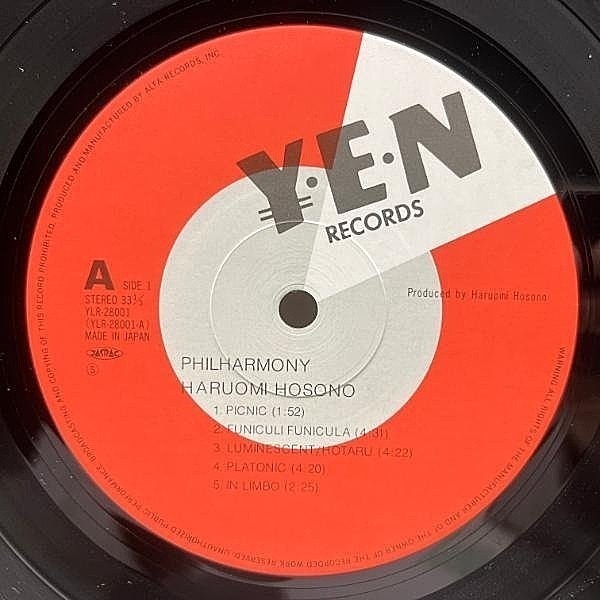 Y·E·N
RECORDS
A SIDE. 1
STEREO 33⅓
YLR-28001
(YLR-28001-A)
MADE IN JAPAN
JASRAC
Ⓢ
Produced by Haruomi Hosono
PHILHARMONY
HARUOMI HOSONO
1. PICNIC (1:52)
2. FUNICULI FUNICULA (4:31)
3. LUMINESCENT/HOTARU (4:22)
4. PLATONIC (4:20)
5. IN LIMBO (2:25)
WARNING: ALL RIGHTS OF THE MANUFACTURER AND OF THE OWNER OF THE RECORDED WORK RESERVED. UNAUTHORIZED PUBLIC PERFORMANCE BROADCASTING AND COPYING OF THIS RECORD PROHIBITED. PRODUCED AND MANUFACTURED BY ALFA RECORDS, INC.